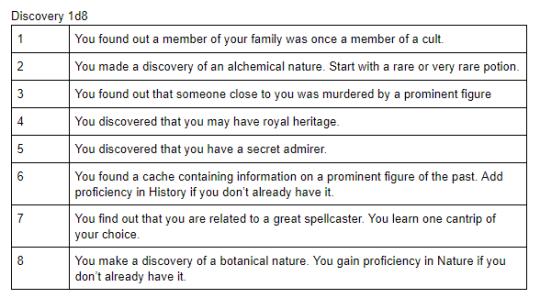 Discovery 1d8
1 You found out a member of your family was once a member of a cult.
2 You made a discovery of an alchemical nature. Start with a rare or very rare potion.
3 You found out that someone close to you was murdered by a prominent figure
4 You discovered that you may have royal heritage.
5 You discovered that you have a secret admirer.
6 You found a cache containing information on a prominent figure of the past. Add
proficiency in History if you don’t already have it.
7 You find out that you are related to a great spellcaster. You learn one cantrip of
your choice.
8 You make a discovery of a botanical nature. You gain proficiency in Nature if you
don’t already have it.